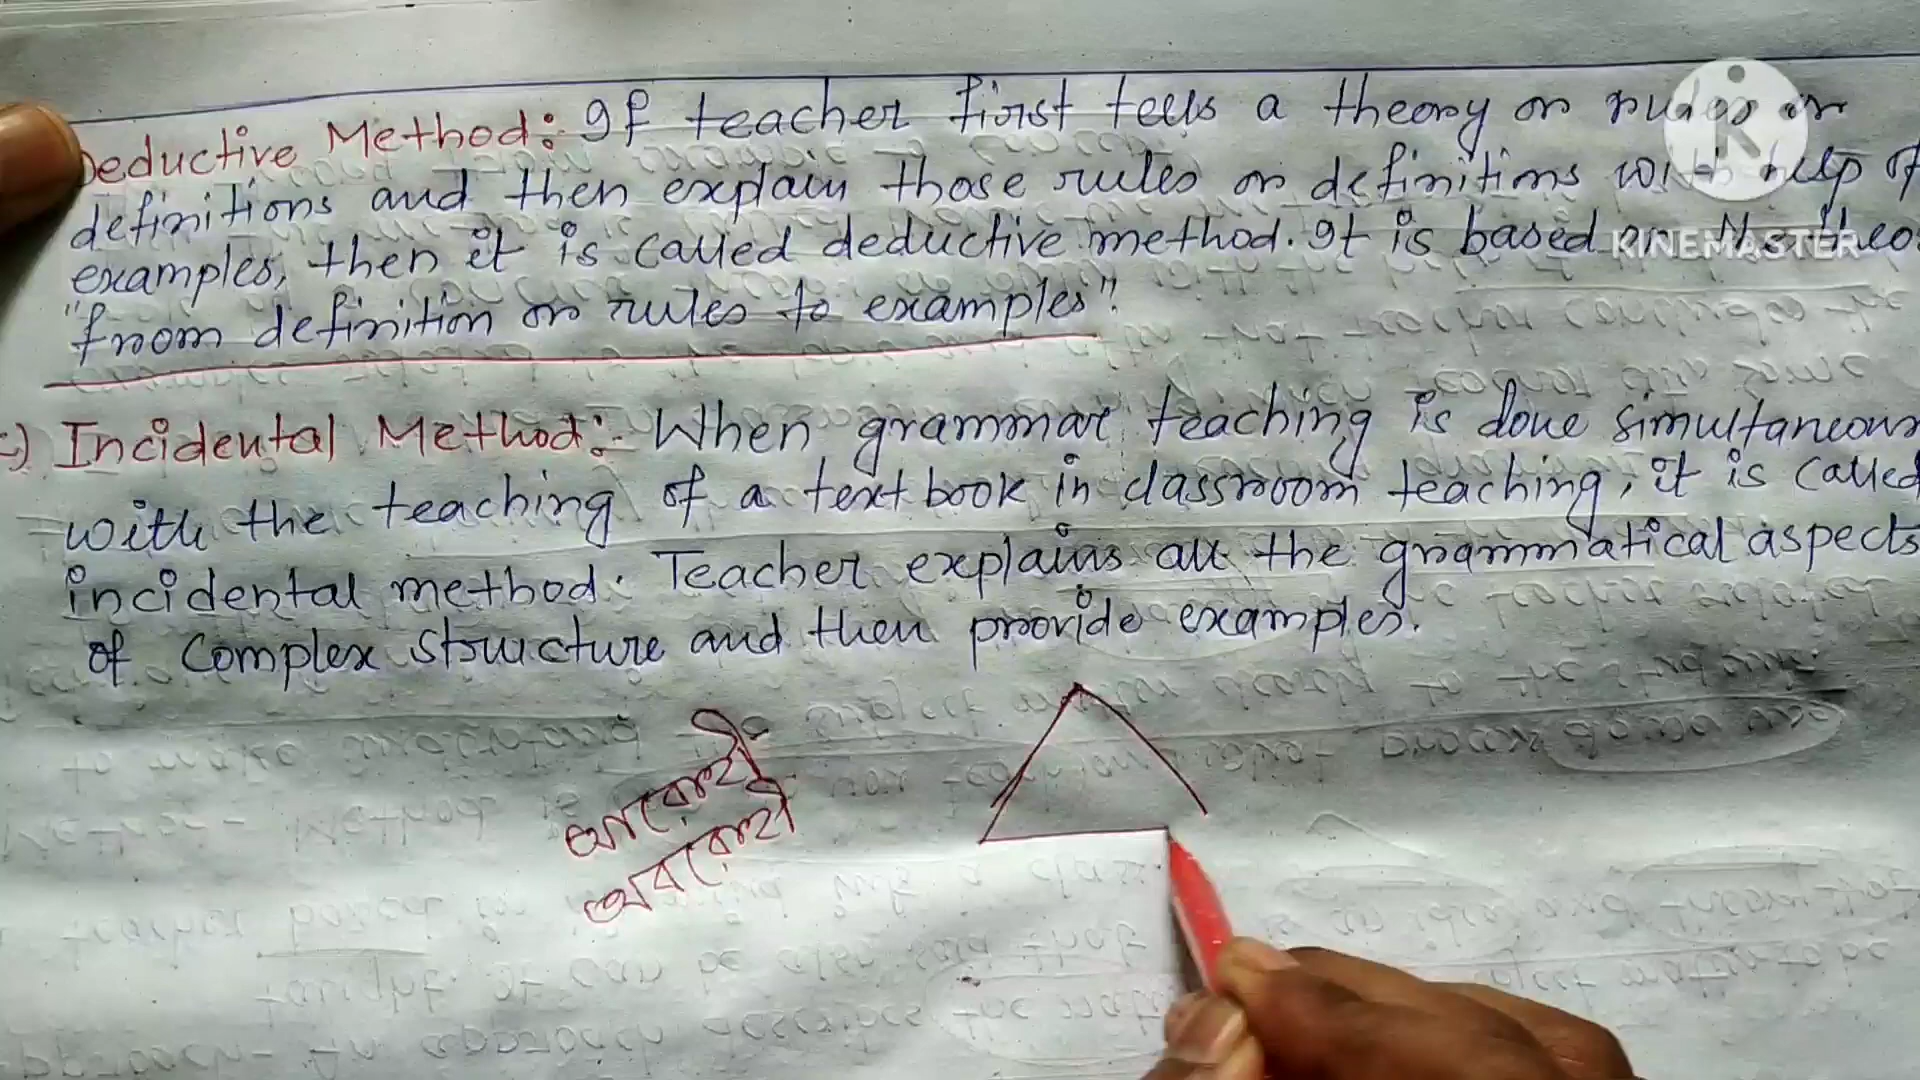 Deductive Method: If teacher first tells a theory or rules or
definitions and then explain those rules or definitions with help of
examples, then it is called deductive method. It is based on the theo
"from definition or rules to examples".
c) Incidental Method:- When grammar teaching is done simultaneous
with the teaching of a text book in classroom teaching, it is called
incidental method. Teacher explains all the grammatical aspects
of complex structure and then provide examples.
আরোহী
অবরোহী
KINEMASTER